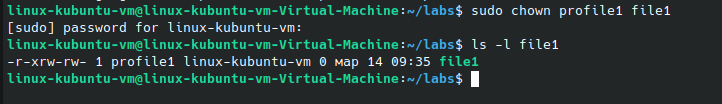 linux-kubuntu-vm@linux-kubuntu-vm-Virtual-Machine:~/labs$ sudo chown profile1 file1
[sudo] password for linux-kubuntu-vm:
linux-kubuntu-vm@linux-kubuntu-vm-Virtual-Machine:~/labs$ ls -l file1
-r-xrw-rw- 1 profile1 linux-kubuntu-vm 0 мар 14 09:35 file1
linux-kubuntu-vm@linux-kubuntu-vm-Virtual-Machine:~/labs$